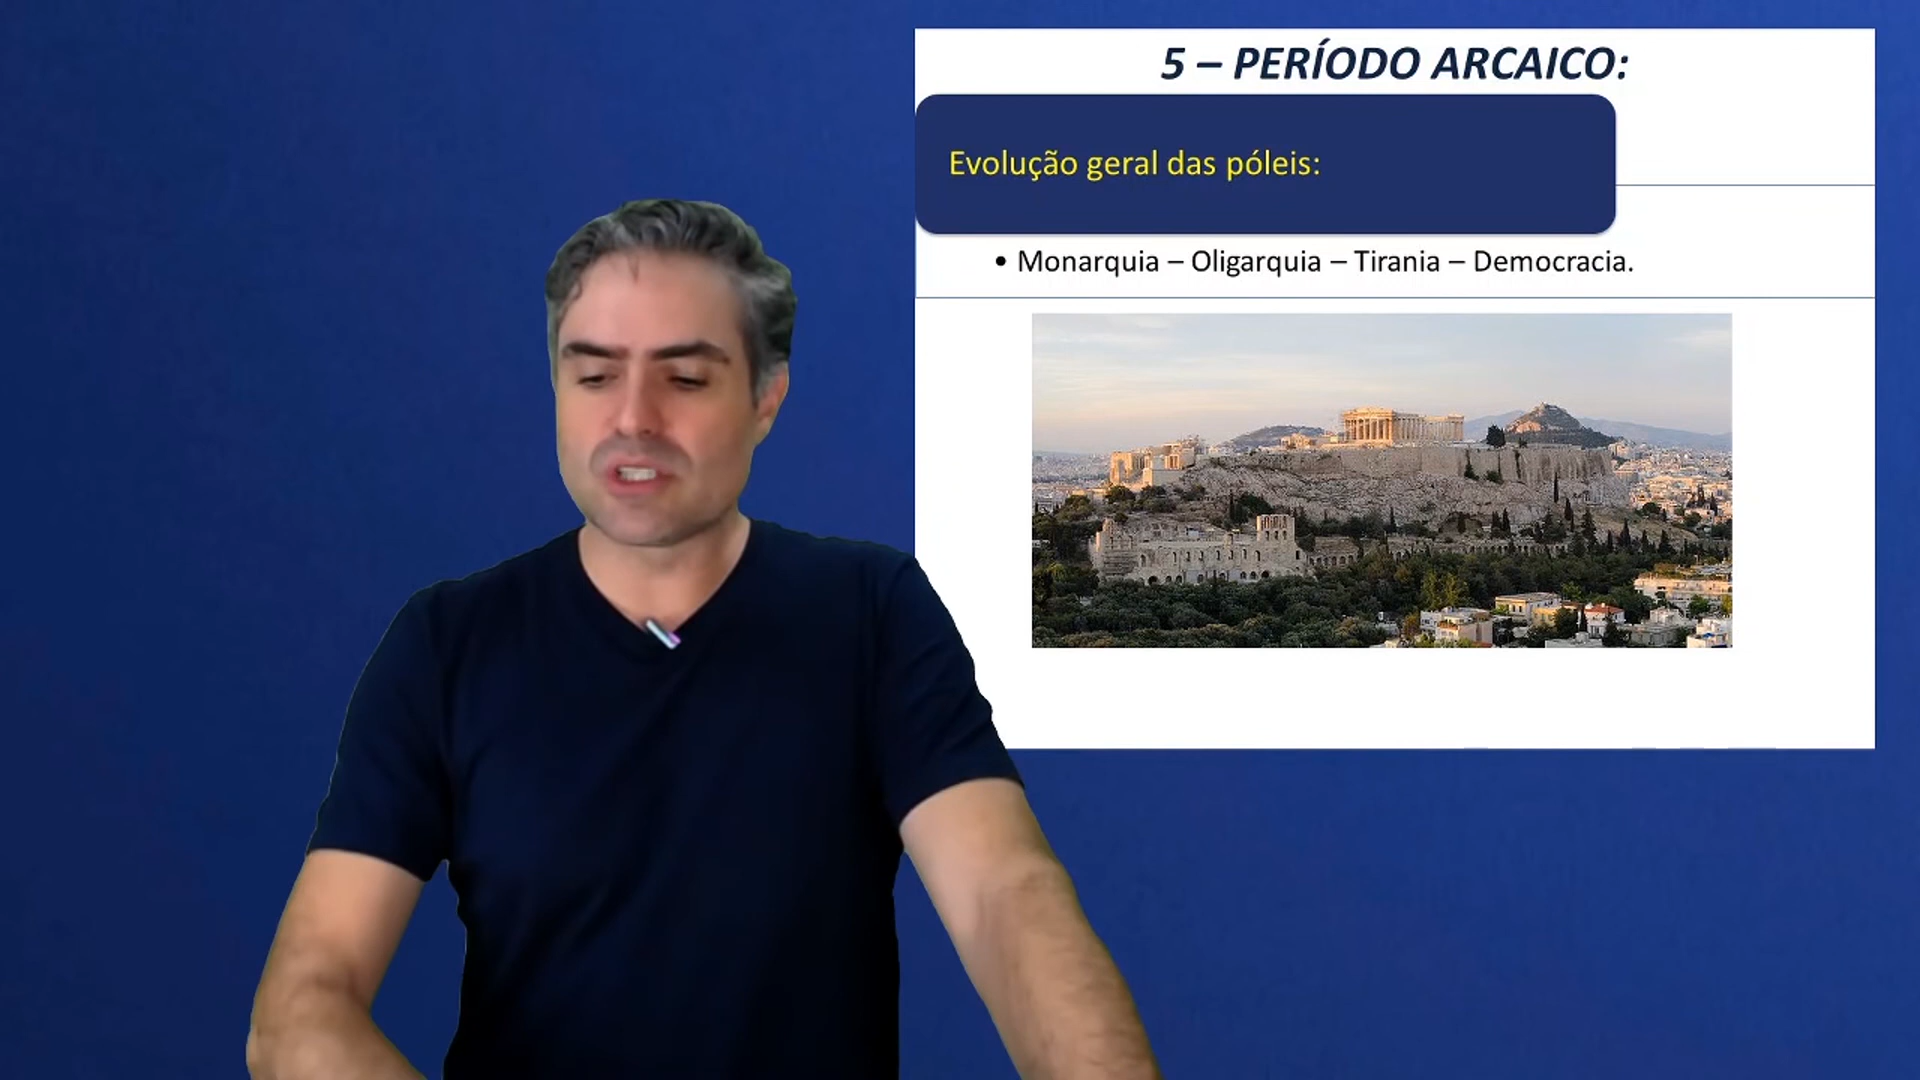 5 – PERÍODO ARCAICO:
Evolução geral das póleis:
• Monarquia – Oligarquia – Tirania – Democracia.